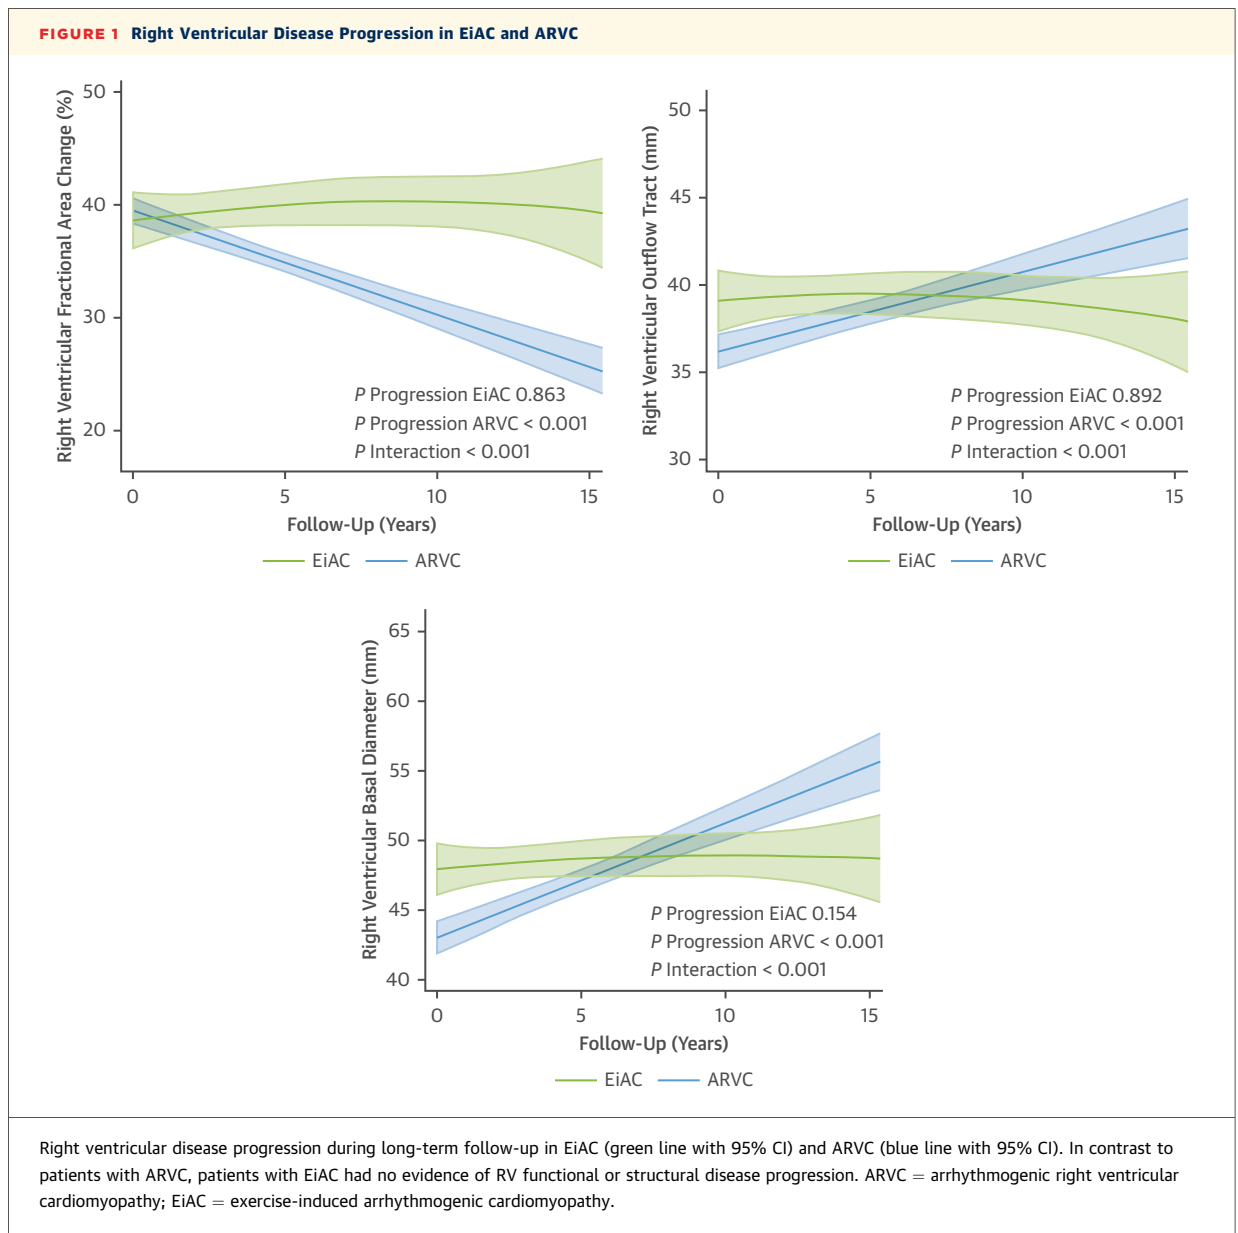 FIGURE 1 Right Ventricular Disease Progression in EiAC and ARVC
Right Ventricular Fractional Area Change (%)
50
40
30
20
P Progression EiAC 0.863
P Progression ARVC < 0.001
P Interaction < 0.001
0 5 10 15
Follow-Up (Years)
EiAC ARVC
Right Ventricular Outflow Tract (mm)
50
45
40
35
30
P Progression EiAC 0.892
P Progression ARVC < 0.001
P Interaction < 0.001
0 5 10 15
Follow-Up (Years)
EiAC ARVC
Right Ventricular Basal Diameter (mm)
65
60
55
50
45
40
P Progression EiAC 0.154
P Progression ARVC < 0.001
P Interaction < 0.001
0 5 10 15
Follow-Up (Years)
EiAC ARVC
Right ventricular disease progression during long-term follow-up in EiAC (green line with 95% CI) and ARVC (blue line with 95% CI). In contrast to
patients with ARVC, patients with EiAC had no evidence of RV functional or structural disease progression. ARVC = arrhythmogenic right ventricular
cardiomyopathy; EiAC = exercise-induced arrhythmogenic cardiomyopathy.